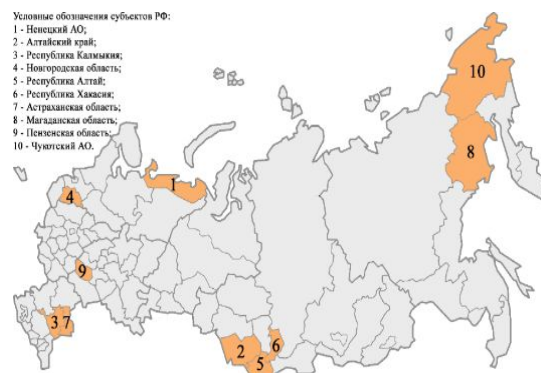 Условные обозначения субъектов РФ:
1 - Ненецкий АО;
2 - Алтайский край;
3 - Республика Калмыкия;
4 - Новгородская область;
5 - Республика Алтай;
6 - Республика Хакасия;
7 - Астраханская область;
8 - Магаданская область;
9 - Пензенская область;
10 - Чукотский АО.
10
8
1
4
9
3 7
2
6
5